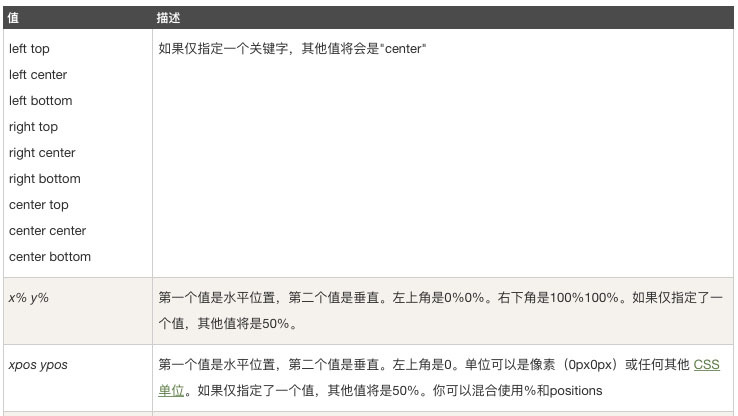 值 描述
left top 如果仅指定一个关键字，其他值将会是"center"
left center
left bottom
right top
right center
right bottom
center top
center center
center bottom
x% y% 第一个值是水平位置，第二个值是垂直。左上角是0%0%。右下角是100%100%。如果仅指定了一
个值，其他值将是50%。
xpos ypos 第一个值是水平位置，第二个值是垂直。左上角是0。单位可以是像素（0px0px）或任何其他 CSS
单位。如果仅指定了一个值，其他值将是50%。你可以混合使用%和positions